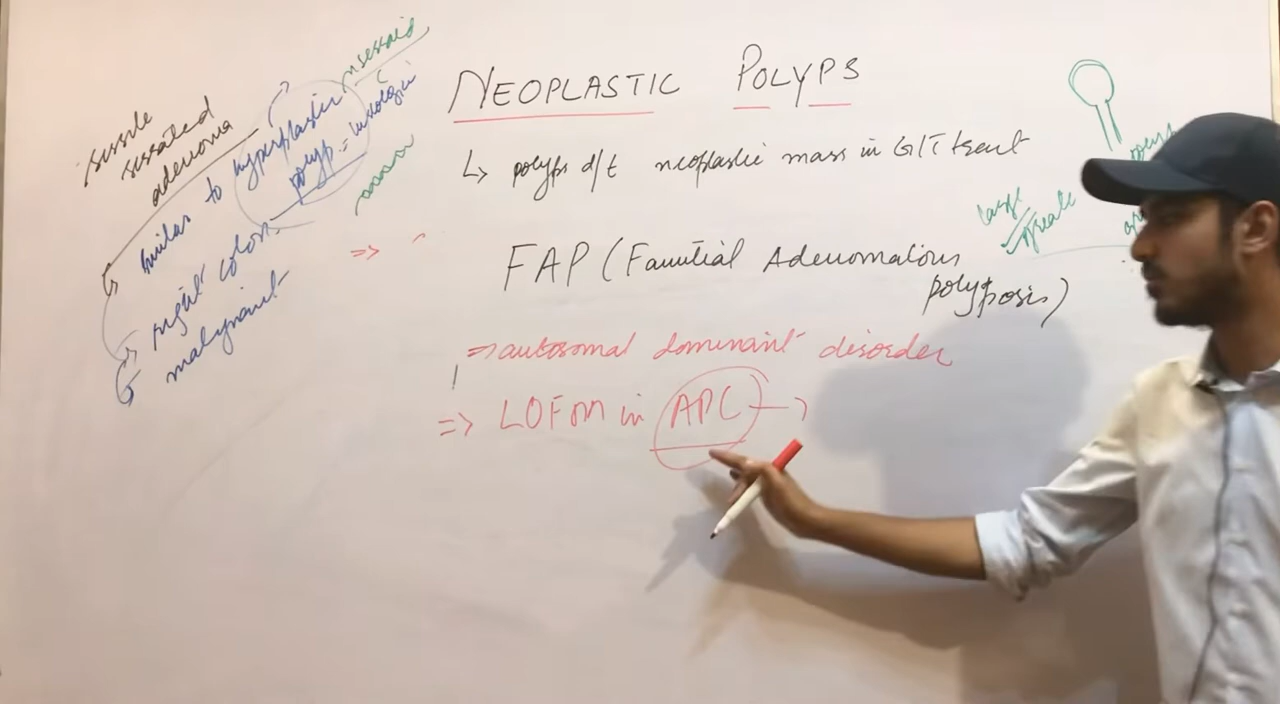 NEOPLASTIC POLYPS
↳ polyps d/t neoplastic mass in GIT tract
FAP (Familial Adenomatous
polyposis)
⇒ autosomal dominant disorder
⇒ LOFM in APC →
sessile
serrated
adenoma
similar to hyperplastic
polyp =
right colon
malignant
large